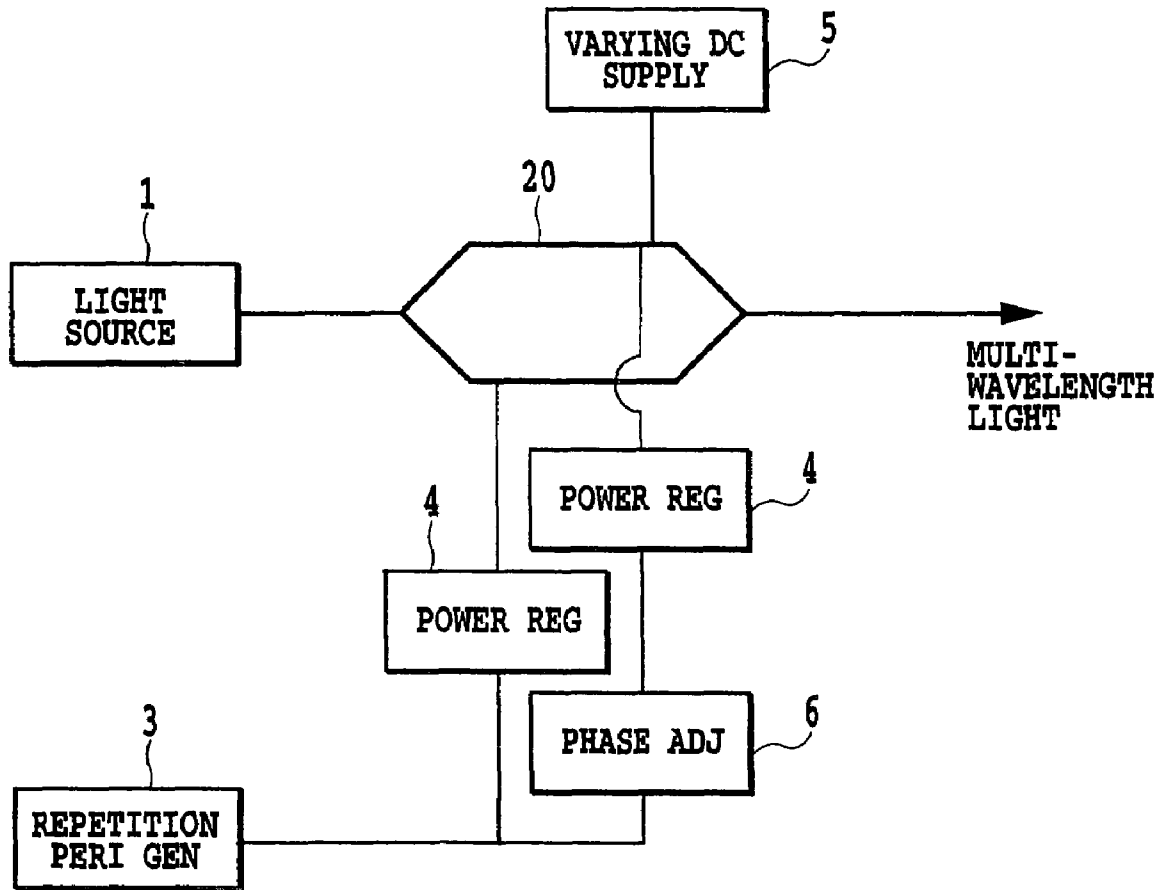 VARYING DC
SUPPLY
5
20
1
LIGHT
SOURCE
MULTI-
WAVELENGTH
LIGHT
POWER REG
4
4
POWER REG
PHASE ADJ
6
3
REPETITION
PERI GEN